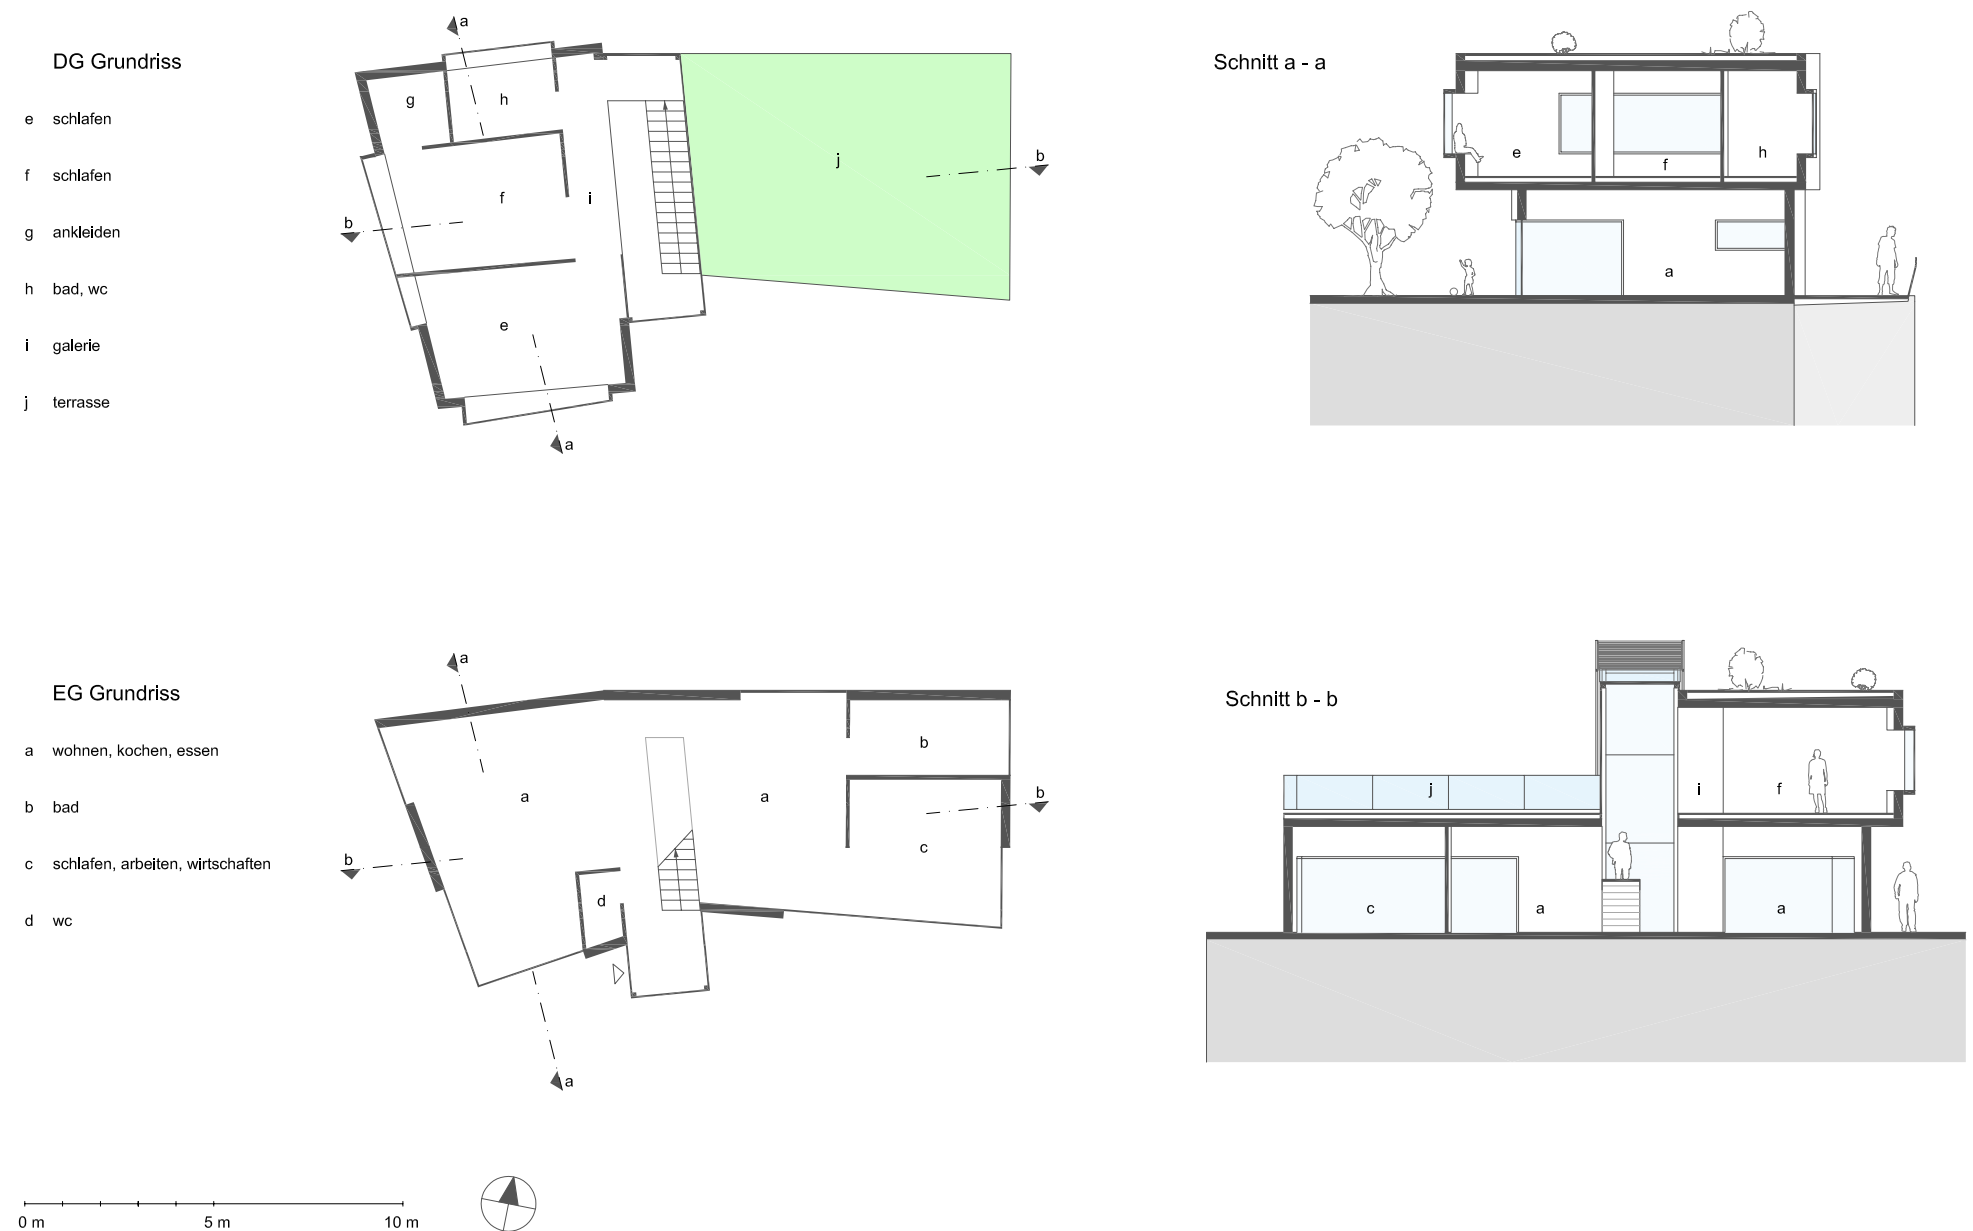 DG Grundriss
e schlafen
f schlafen
g ankleiden
h bad, wc
i galerie
j terrasse
a
g
h
j
b
f
i
b
e
a
Schnitt a - a
e
f
h
a
EG Grundriss
a wohnen, kochen, essen
b bad
c schlafen, arbeiten, wirtschaften
d wc
a
b
a
a
b
c
b
d
a
Schnitt b - b
j
i
f
c
a
a
0 m 5 m 10 m